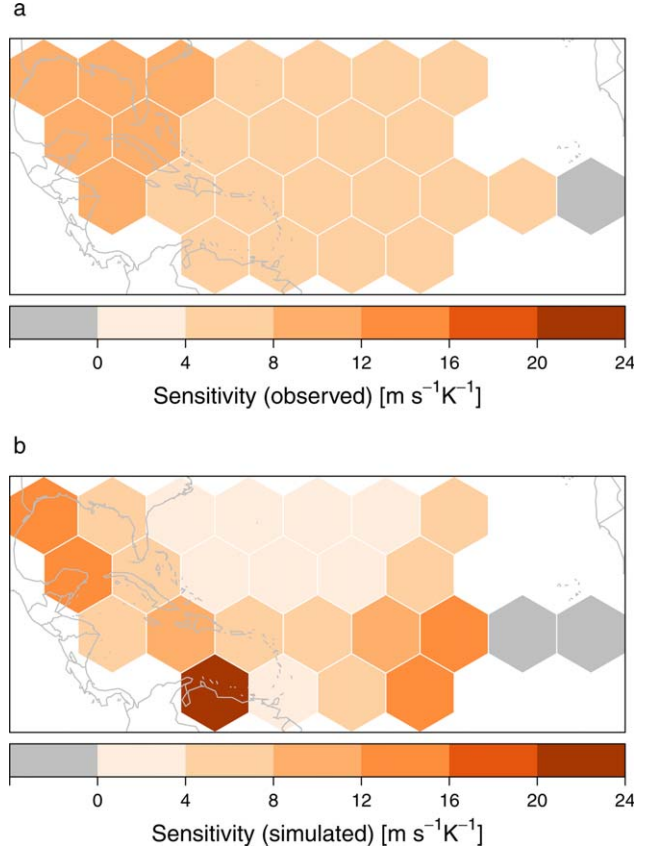 a
0 4 8 12 16 20 24
Sensitivity (observed) [m s⁻¹K⁻¹]
b
0 4 8 12 16 20 24
Sensitivity (simulated) [m s⁻¹K⁻¹]